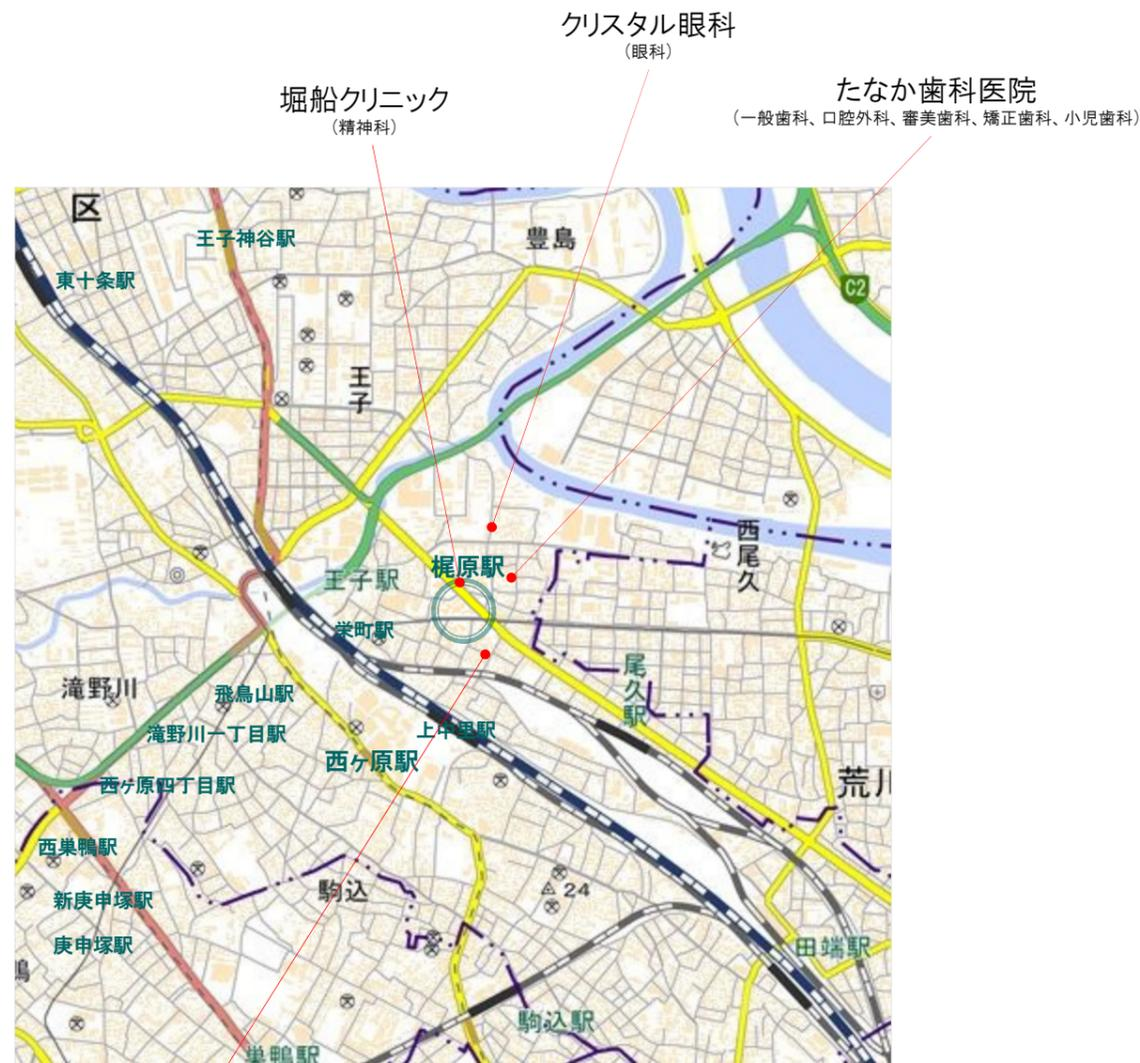 クリスタル眼科
（眼科）
堀船クリニック
（精神科）
たなか歯科医院
（一般歯科、口腔外科、審美歯科、矯正歯科、小児歯科）
区
王子神谷駅
豊島
東十条駅
C2
王子
西尾久
梶原駅
王子駅
栄町駅
尾久駅
滝野川
飛鳥山駅
滝野川一丁目駅
上中里駅
西ヶ原駅
西ヶ原四丁目駅
荒川
西巣鴨駅
駒込
24
新庚申塚駅
庚申塚駅
田端駅
鴨
駒込駅
巣鴨駅